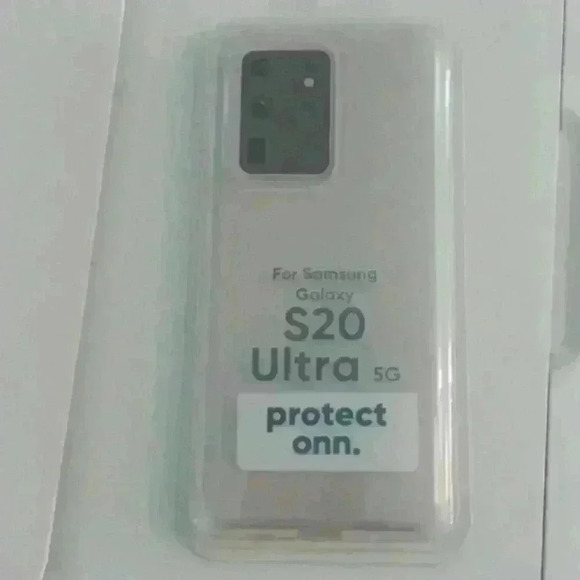 For Samsung
Galaxy
S20
Ultra 5G
protect
onn.